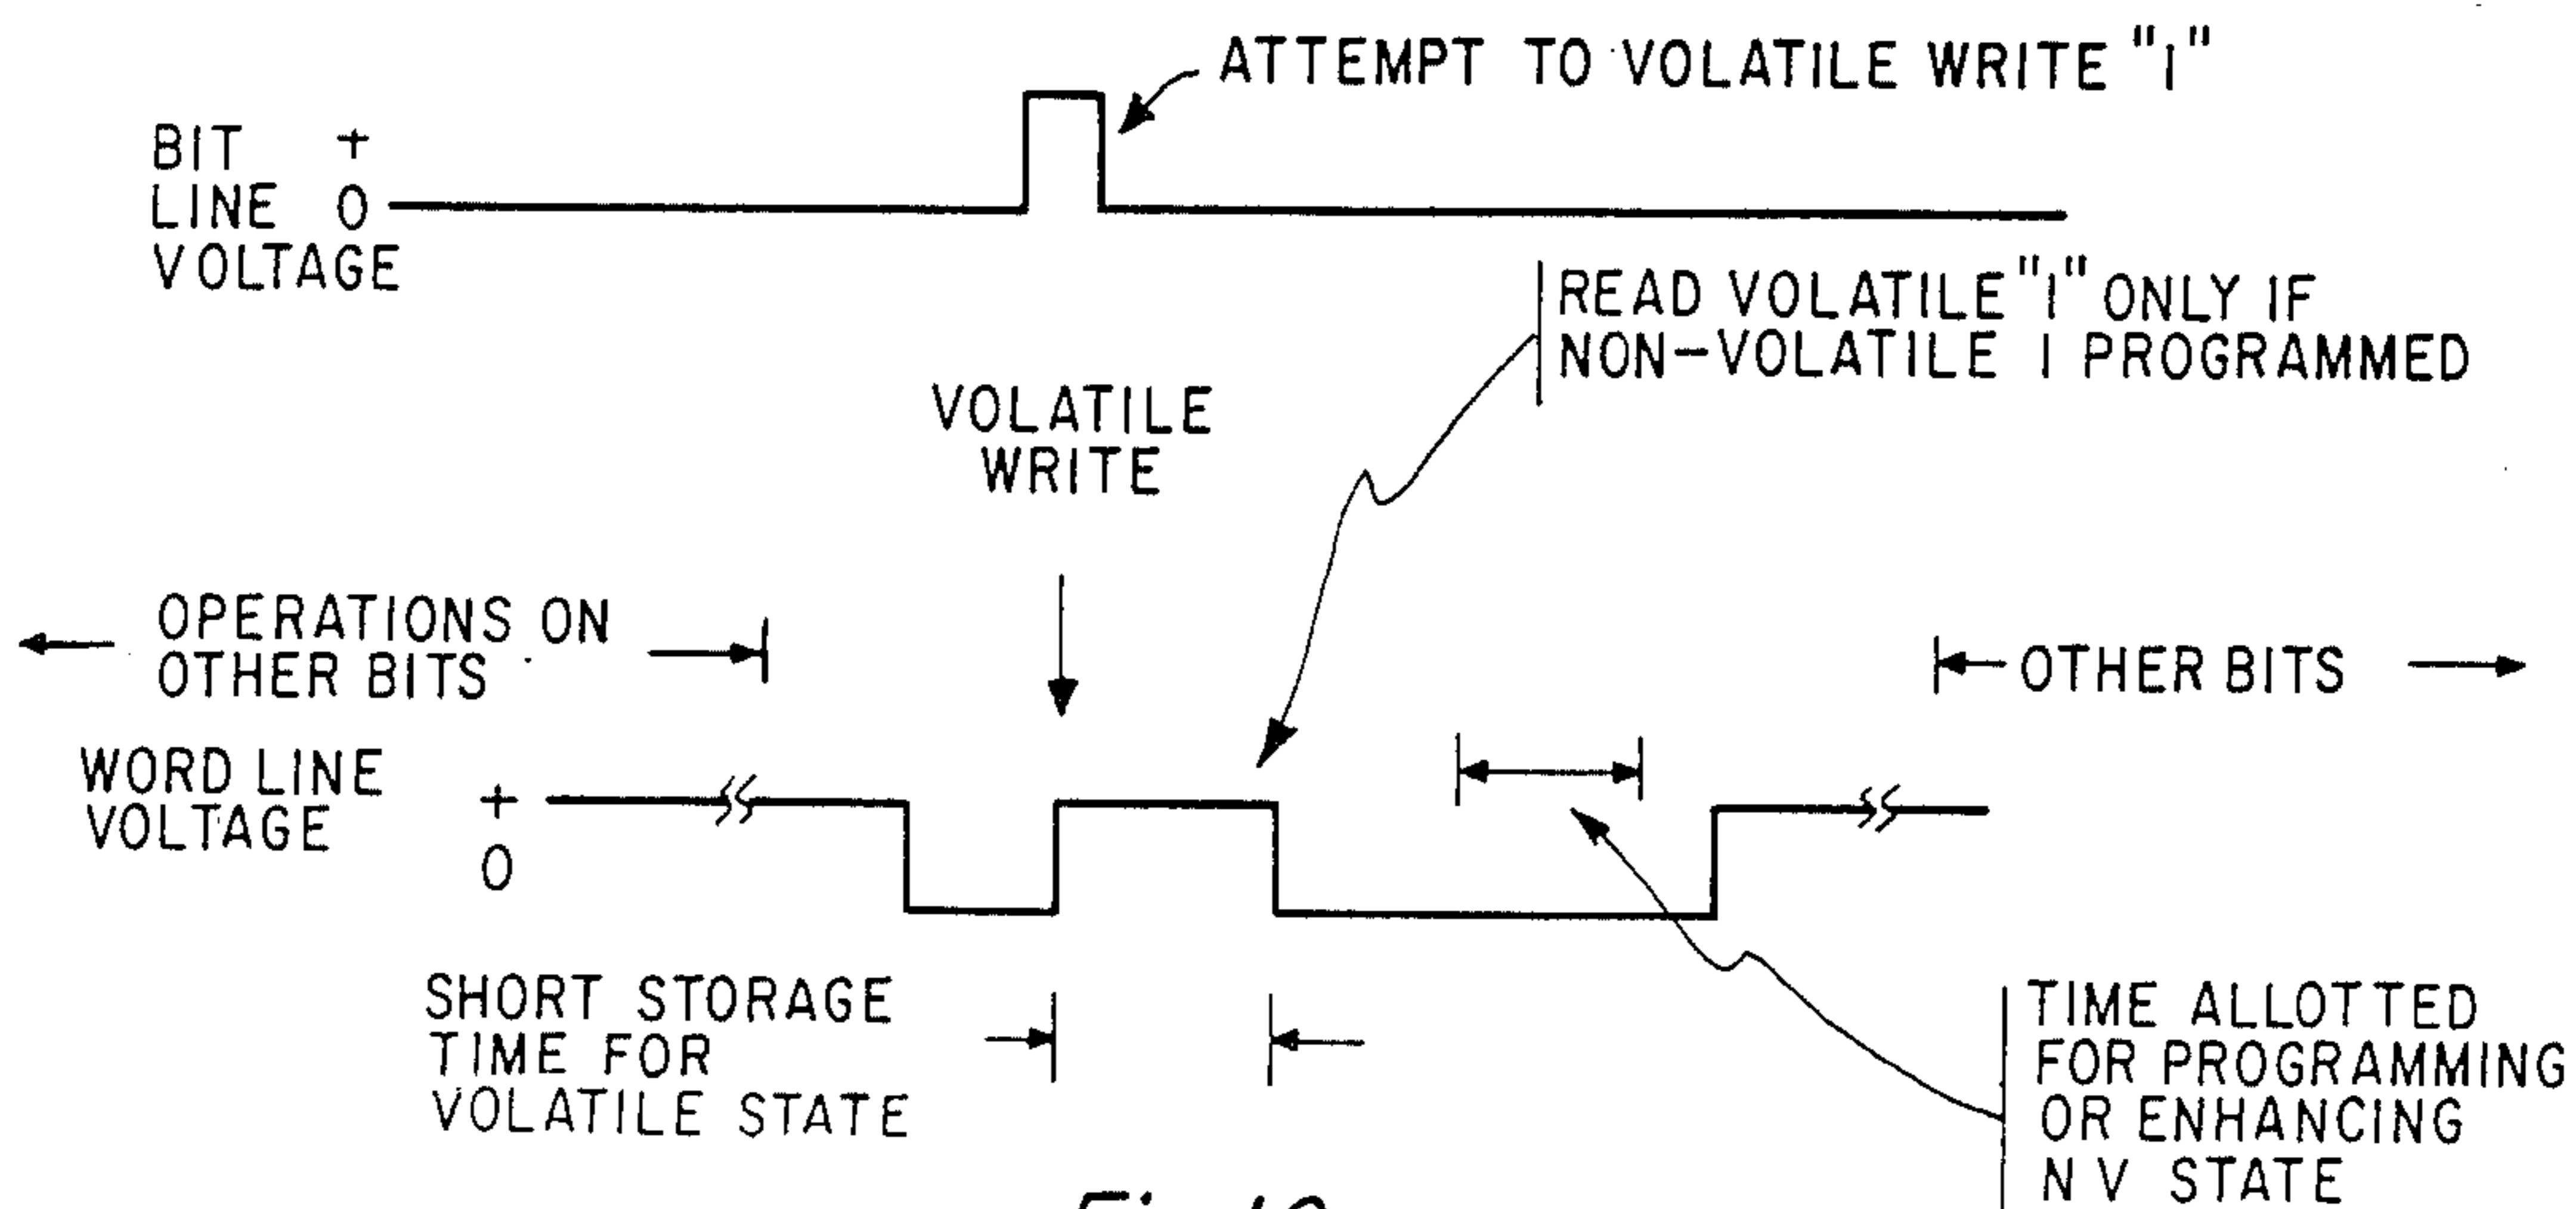 ATTEMPT TO VOLATILE WRITE "1"
BIT +
LINE 0
VOLTAGE
READ VOLATILE "1" ONLY IF
NON-VOLATILE 1 PROGRAMMED
VOLATILE
WRITE
OPERATIONS ON
OTHER BITS
OTHER BITS
WORD LINE
VOLTAGE +
0
SHORT STORAGE
TIME FOR
VOLATILE STATE
TIME ALLOTTED
FOR PROGRAMMING
OR ENHANCING
NV STATE